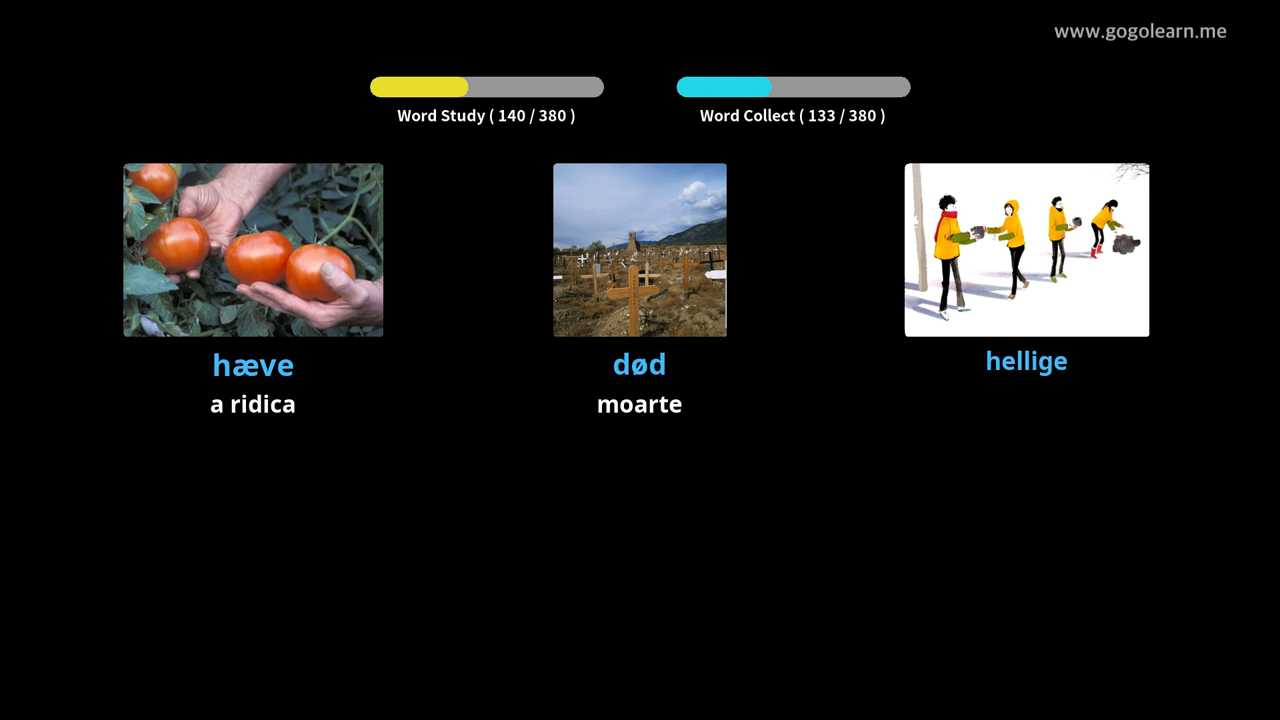 www.gogolearn.me
Word Study ( 140 / 380 )
Word Collect ( 133 / 380 )
hæve
a ridica
død
moarte
hellige